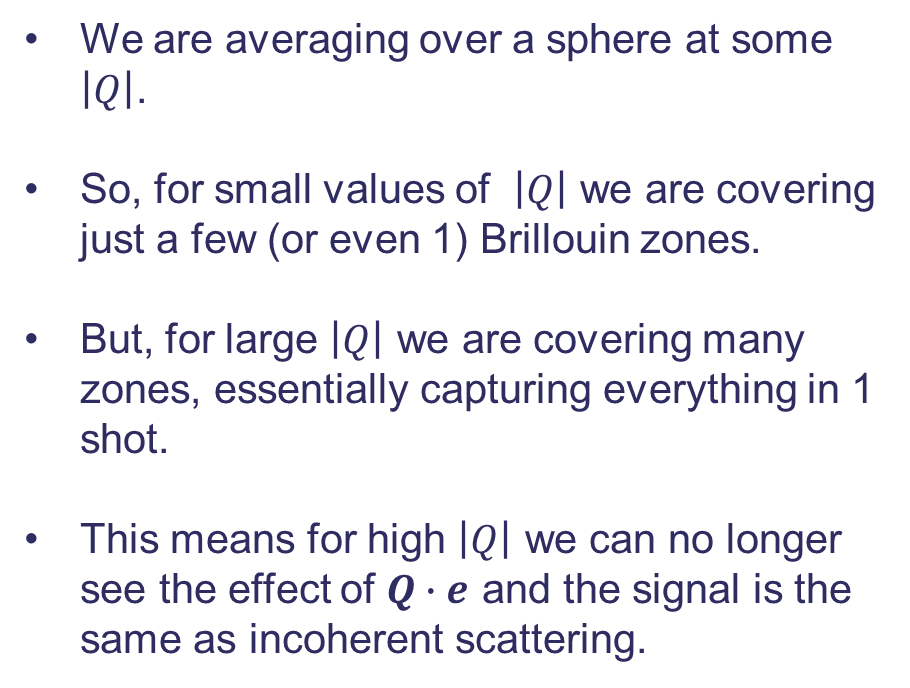 • We are averaging over a sphere at some
|Q|.
• So, for small values of |Q| we are covering
just a few (or even 1) Brillouin zones.
• But, for large |Q| we are covering many
zones, essentially capturing everything in 1
shot.
• This means for high |Q| we can no longer
see the effect of Q · e and the signal is the
same as incoherent scattering.